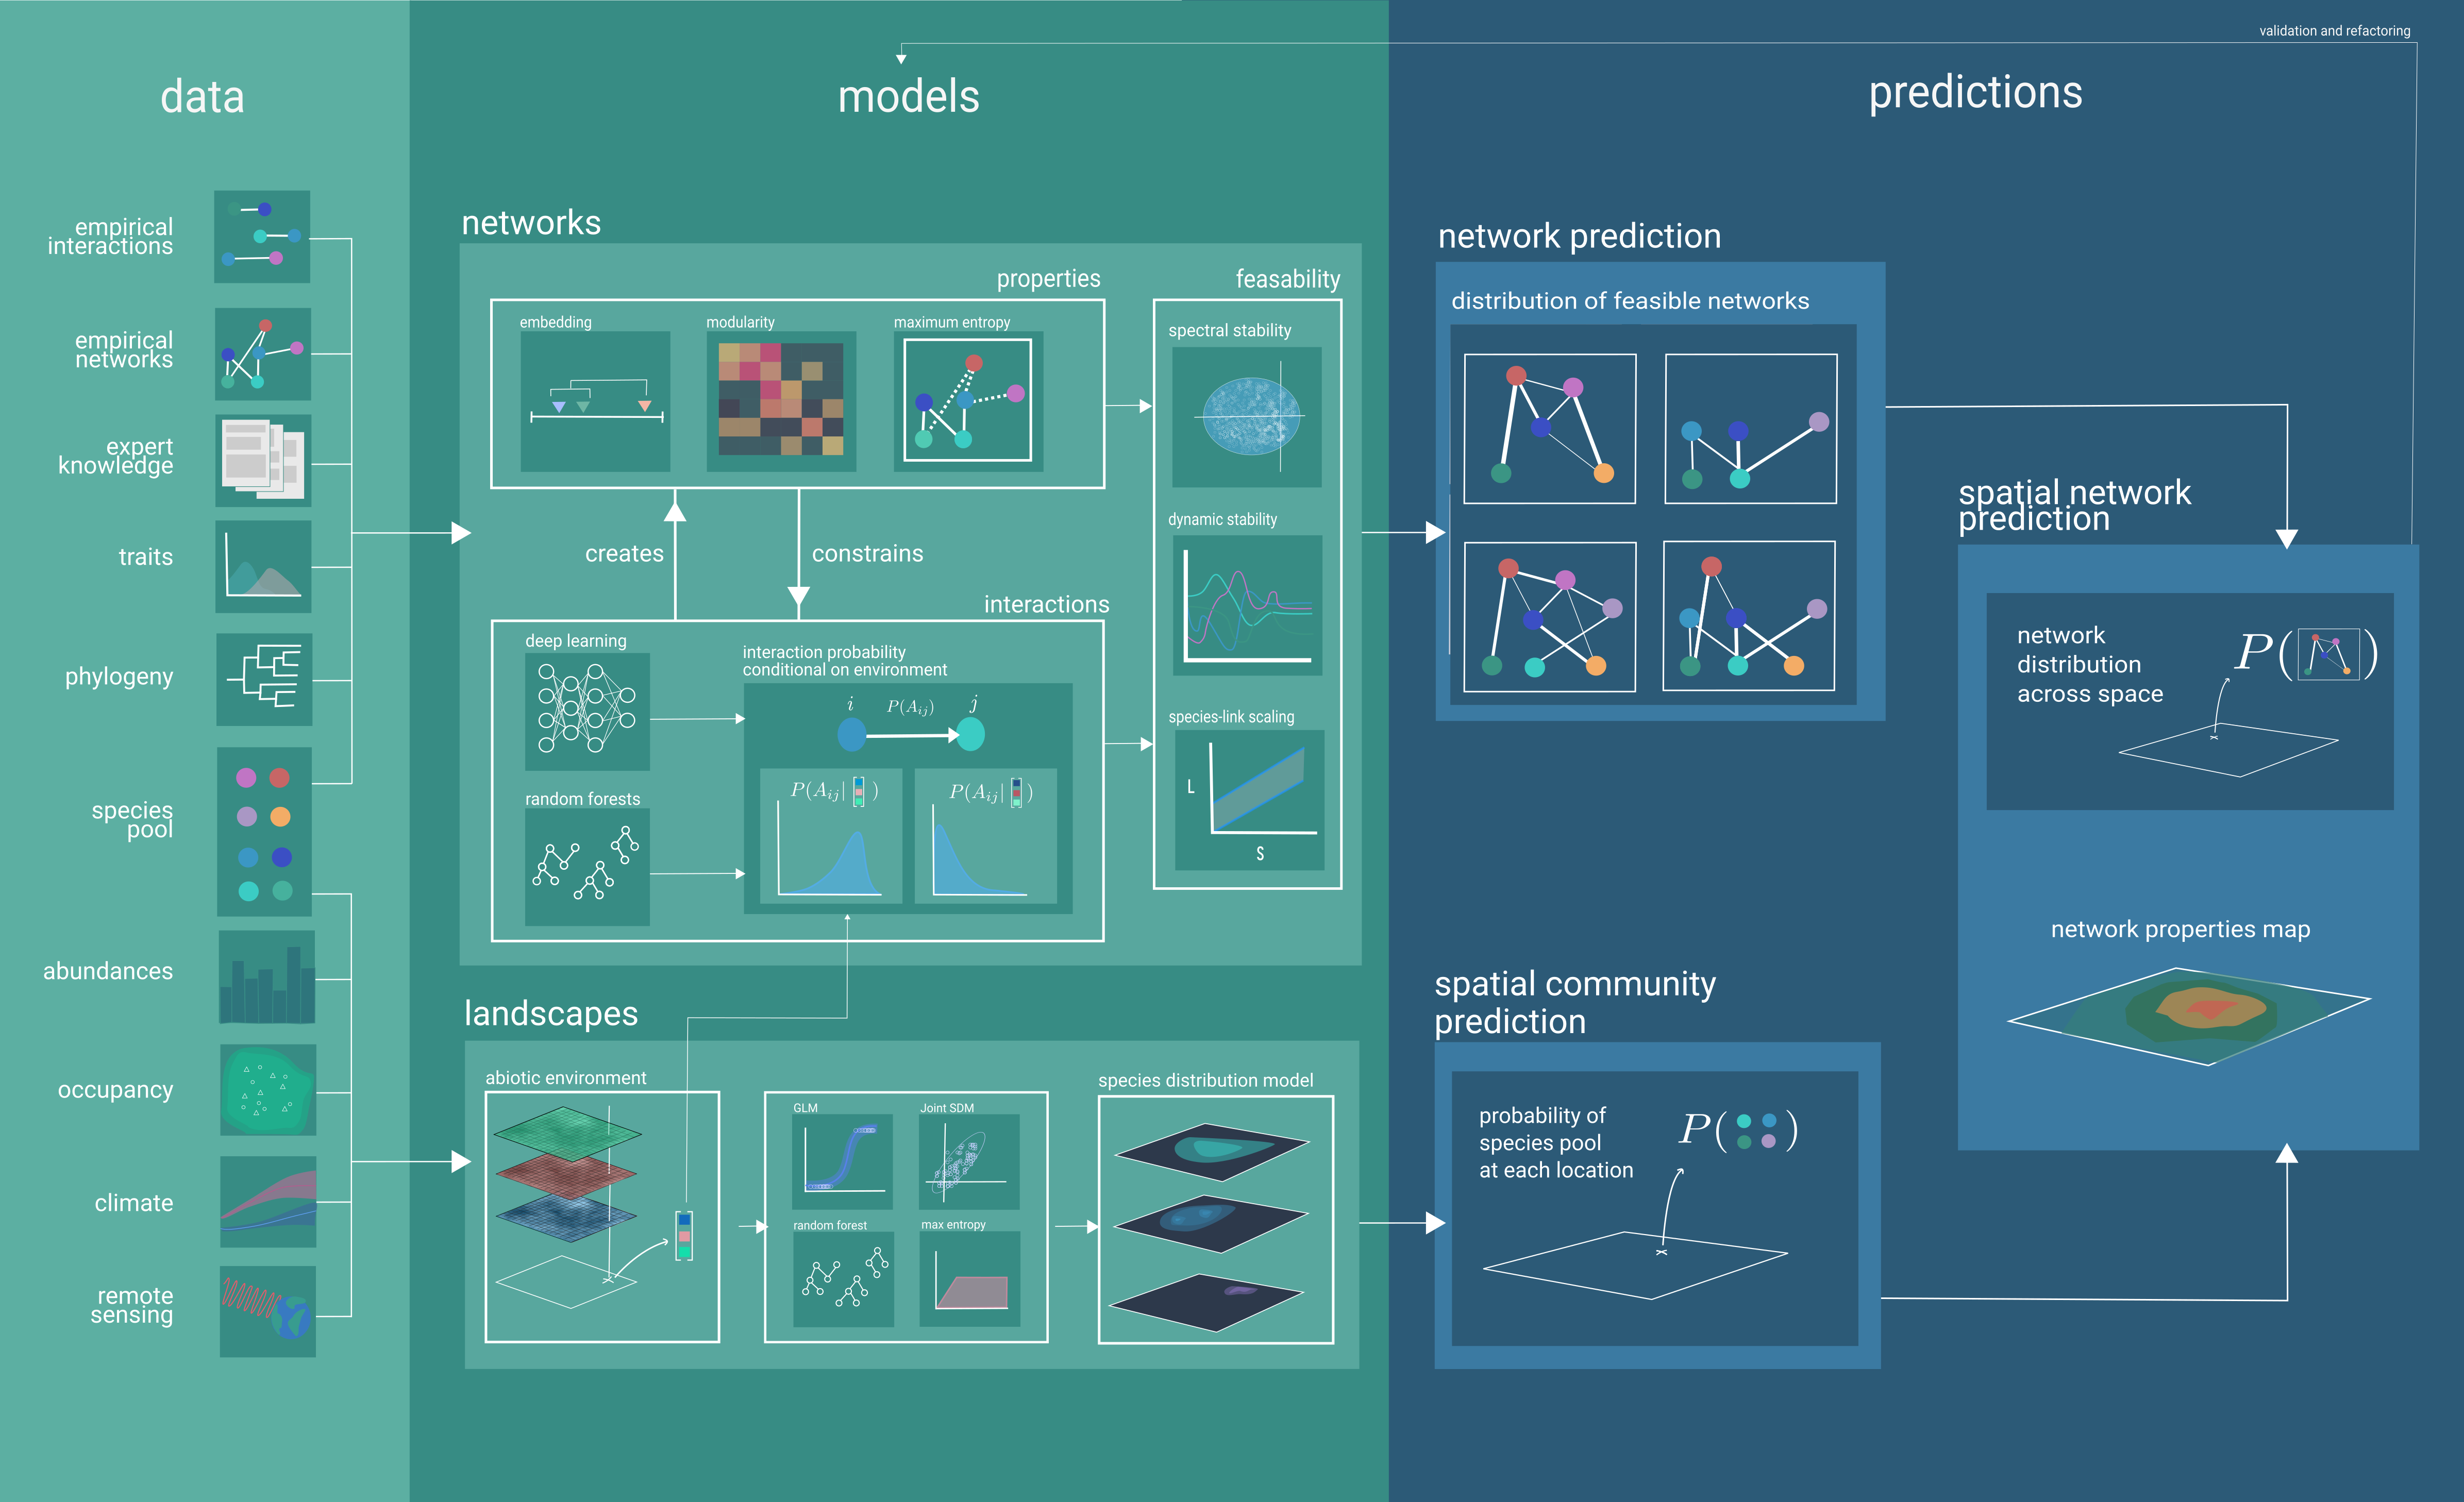 validation and refactoring
data
models
predictions
empirical
interactions
empirical
networks
expert
knowledge
traits
phylogeny
species
pool
abundances
occupancy
climate
remote
sensing
networks
properties
embedding
modularity
maximum entropy
feasability
spectral stability
dynamic stability
species-link scaling
L
S
creates
constrains
interactions
deep learning
random forests
interaction probability
conditional on environment
i
P(A_{ij})
j
P(A_{ij}| )
P(A_{ij}| )
landscapes
abiotic environment
GLM
Joint SDM
random forest
max entropy
species distribution model
network prediction
distribution of feasible networks
spatial community
prediction
probability of
species pool
at each location
P( )
spatial network
prediction
network
distribution
across space
P( )
network properties map